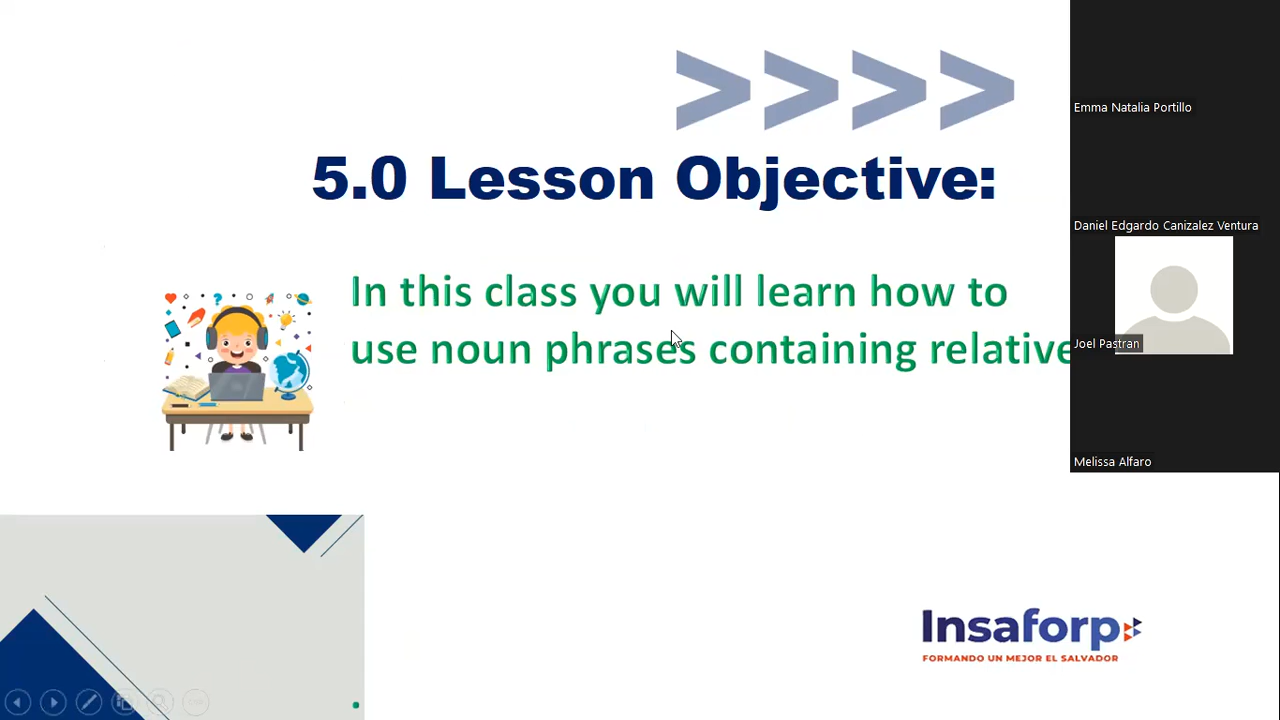 >>>>
5.0 Lesson Objective:
In this class you will learn how to
use noun phrases containing relative
Insaforp
FORMANDO UN MEJOR EL SALVADOR
Emma Natalia Portillo
Daniel Edgardo Canizalez Ventura
Joel Pastran
Melissa Alfaro